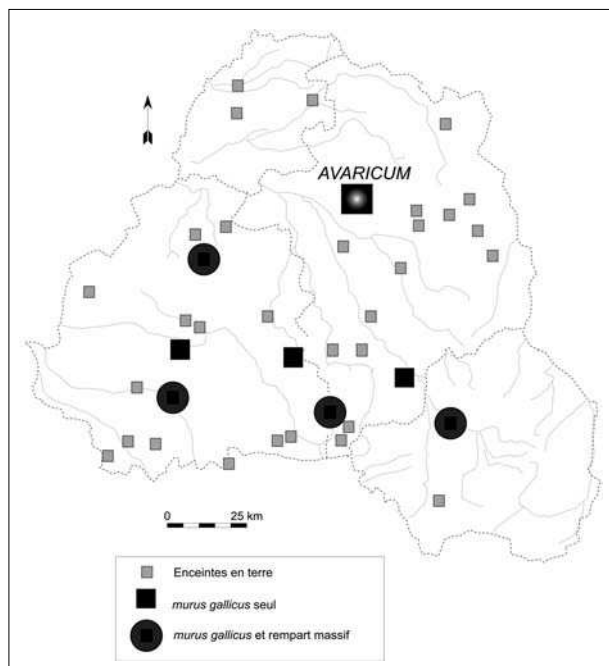 AVARICUM
0 25 km
Enceintes en terre
murus gallicus seul
murus gallicus et rempart massif